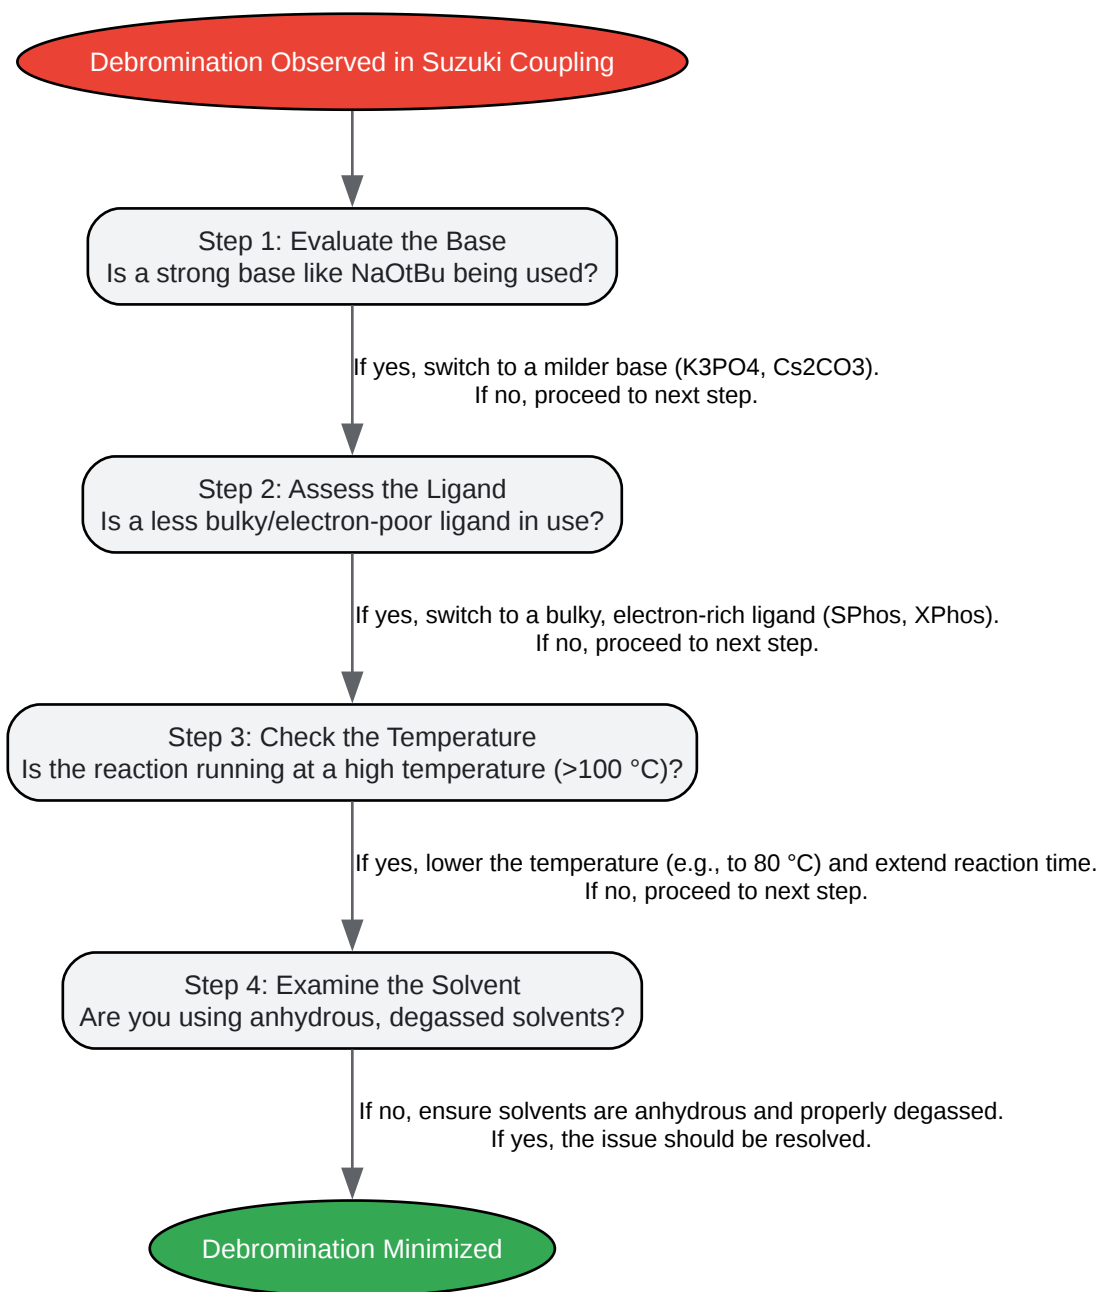 Debromination Observed in Suzuki Coupling
Step 1: Evaluate the Base
Is a strong base like NaOtBu being used?
If yes, switch to a milder base (K3PO4, Cs2CO3).
If no, proceed to next step.
Step 2: Assess the Ligand
Is a less bulky/electron-poor ligand in use?
If yes, switch to a bulky, electron-rich ligand (SPhos, XPhos).
If no, proceed to next step.
Step 3: Check the Temperature
Is the reaction running at a high temperature (>100 °C)?
If yes, lower the temperature (e.g., to 80 °C) and extend reaction time.
If no, proceed to next step.
Step 4: Examine the Solvent
Are you using anhydrous, degassed solvents?
If no, ensure solvents are anhydrous and properly degassed.
If yes, the issue should be resolved.
Debromination Minimized